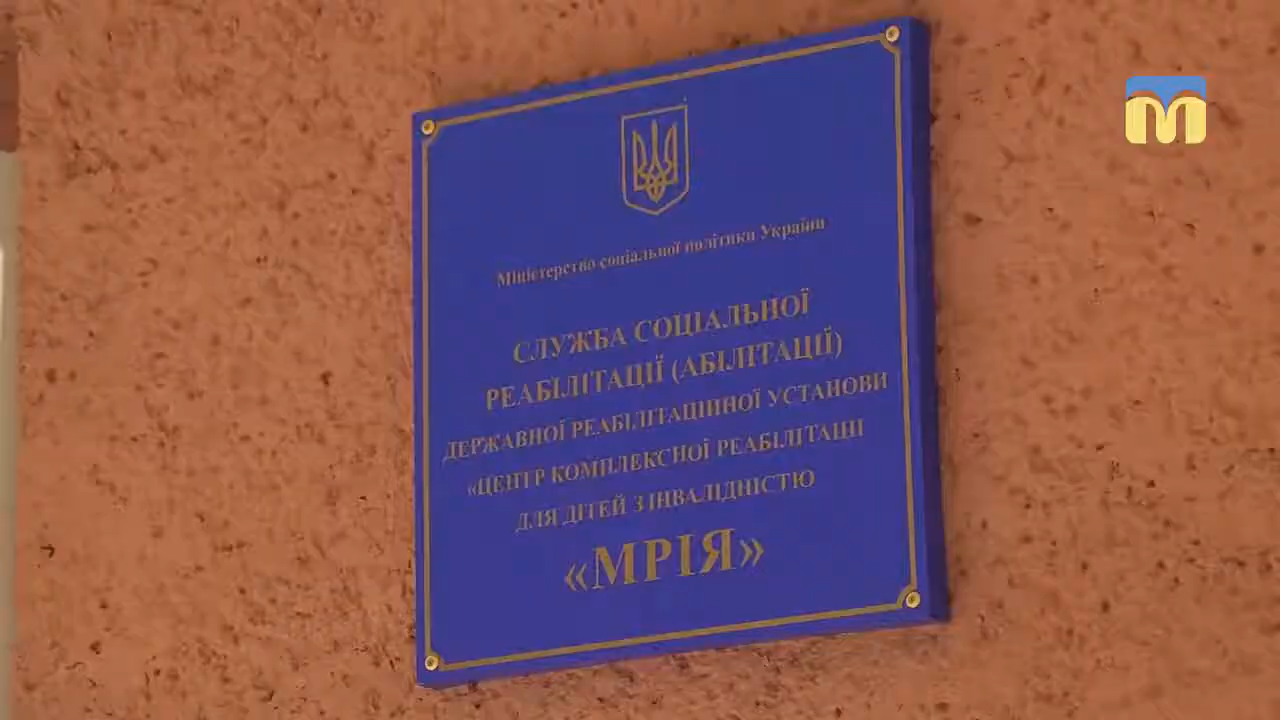 Міністерство соціальної політики України
СЛУЖБА СОЦІАЛЬНОЇ
РЕАБІЛІТАЦІЇ (АБІЛІТАЦІЇ)
ДЕРЖАВНОЇ РЕАБІЛІТАЦІЙНОЇ УСТАНОВИ
«ЦЕНТР КОМПЛЕКСНОЇ РЕАБІЛІТАЦІЇ
ДЛЯ ДІТЕЙ З ІНВАЛІДНІСТЮ
«МРІЯ»